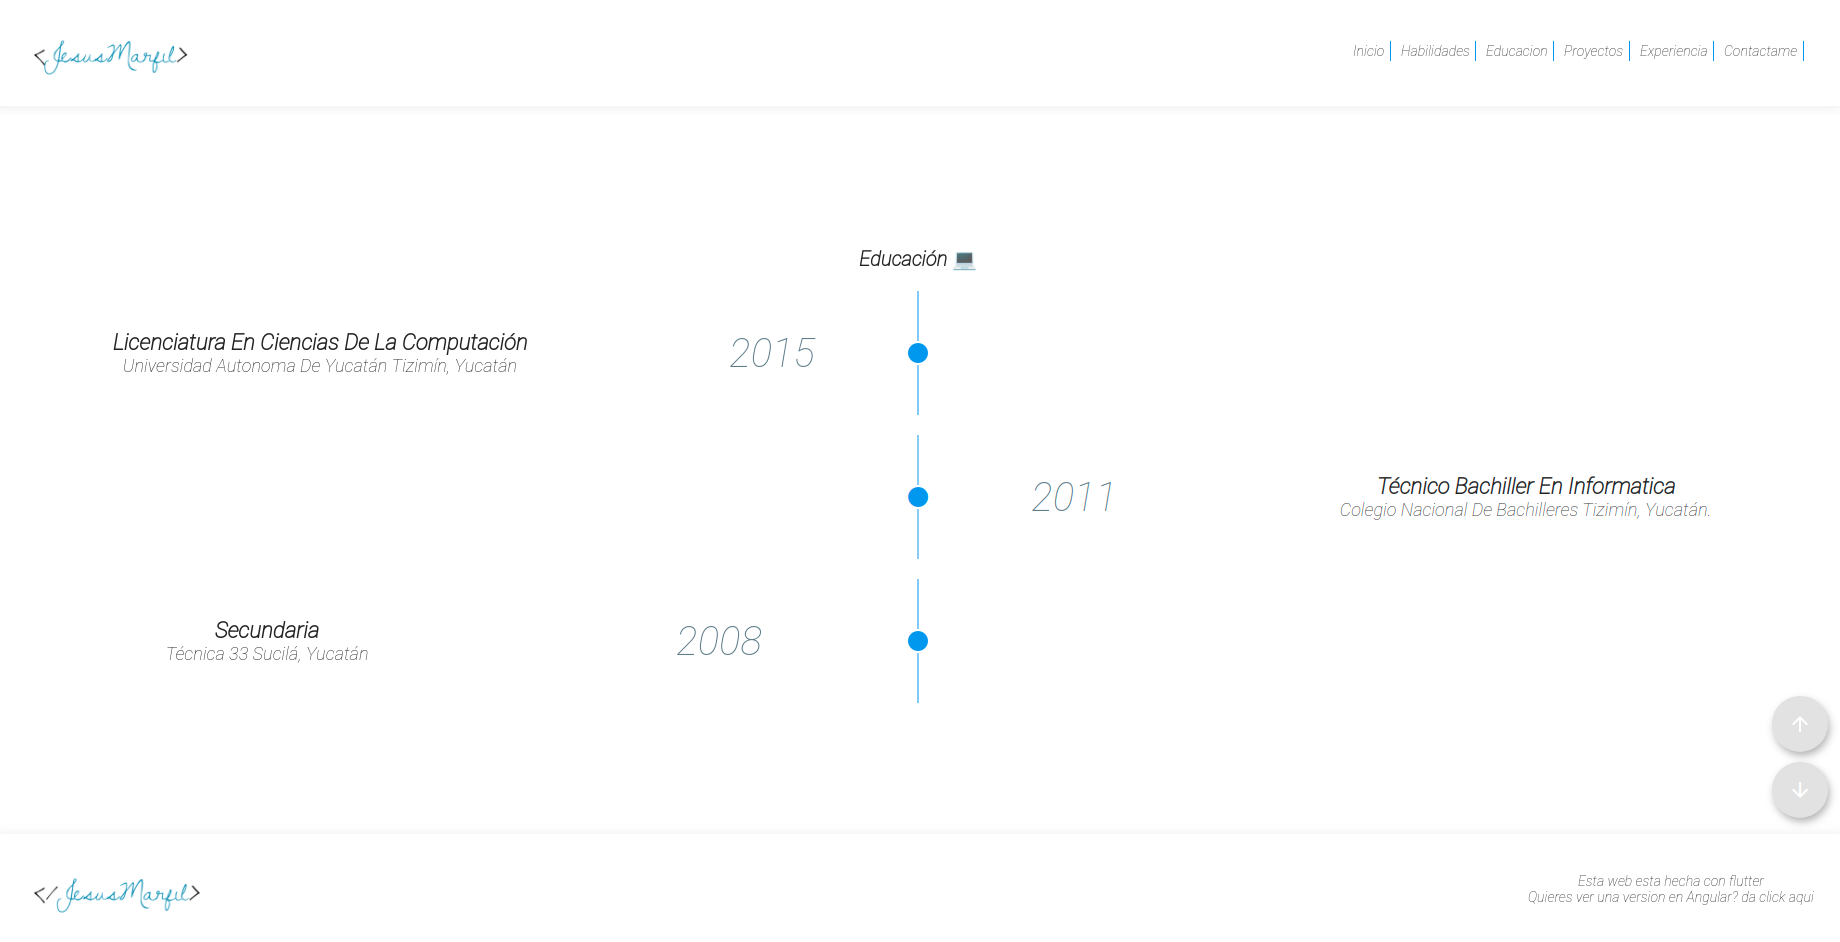 <JesusMarfil>
Inicio
Habilidades
Educacion
Proyectos
Experiencia
Contactame
Educación 💻
Licenciatura En Ciencias De La Computación
Universidad Autonoma De Yucatán Tizimín, Yucatán
2015
2011
Técnico Bachiller En Informatica
Colegio Nacional De Bachilleres Tizimín, Yucatán.
Secundaria
Técnica 33 Sucilá, Yucatán
2008
</JesusMarfil>
Esta web esta hecha con flutter
Quieres ver una version en Angular? da click aqui